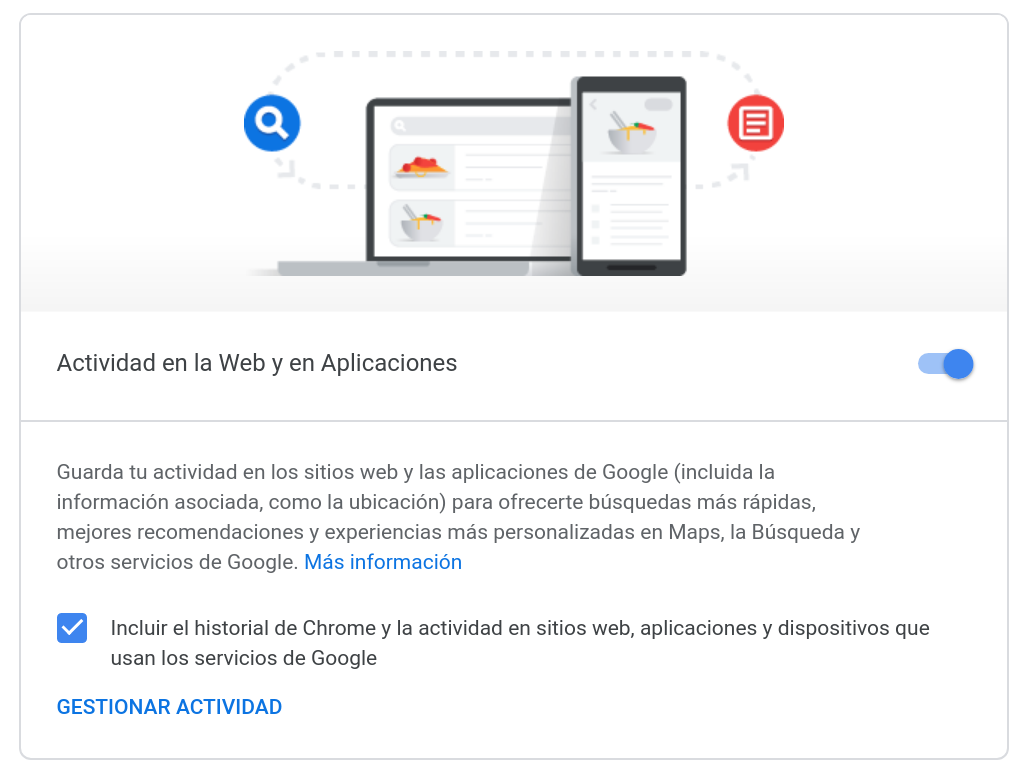 Actividad en la Web y en Aplicaciones
Guarda tu actividad en los sitios web y las aplicaciones de Google (incluida la
información asociada, como la ubicación) para ofrecerte búsquedas más rápidas,
mejores recomendaciones y experiencias más personalizadas en Maps, la Búsqueda y
otros servicios de Google. Más información
Incluir el historial de Chrome y la actividad en sitios web, aplicaciones y dispositivos que
usan los servicios de Google
GESTIONAR ACTIVIDAD